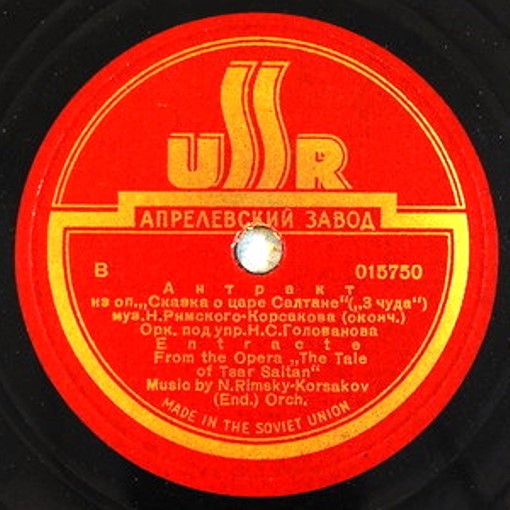 USSR
АПРЕЛЕВСКИЙ ЗАВОД
В 015750
Антракт
из оп. „Сказка о царе Салтане“ („3 чуда“)
муз. Н. Римского-Корсакова (оконч.)
Орк. под упр. Н.С. Голованова
Entracte
From the Opera „The Tale
of Tsar Saltan“
Music by N. Rimsky-Korsakov
(End.) Orch.
MADE IN THE SOVIET UNION